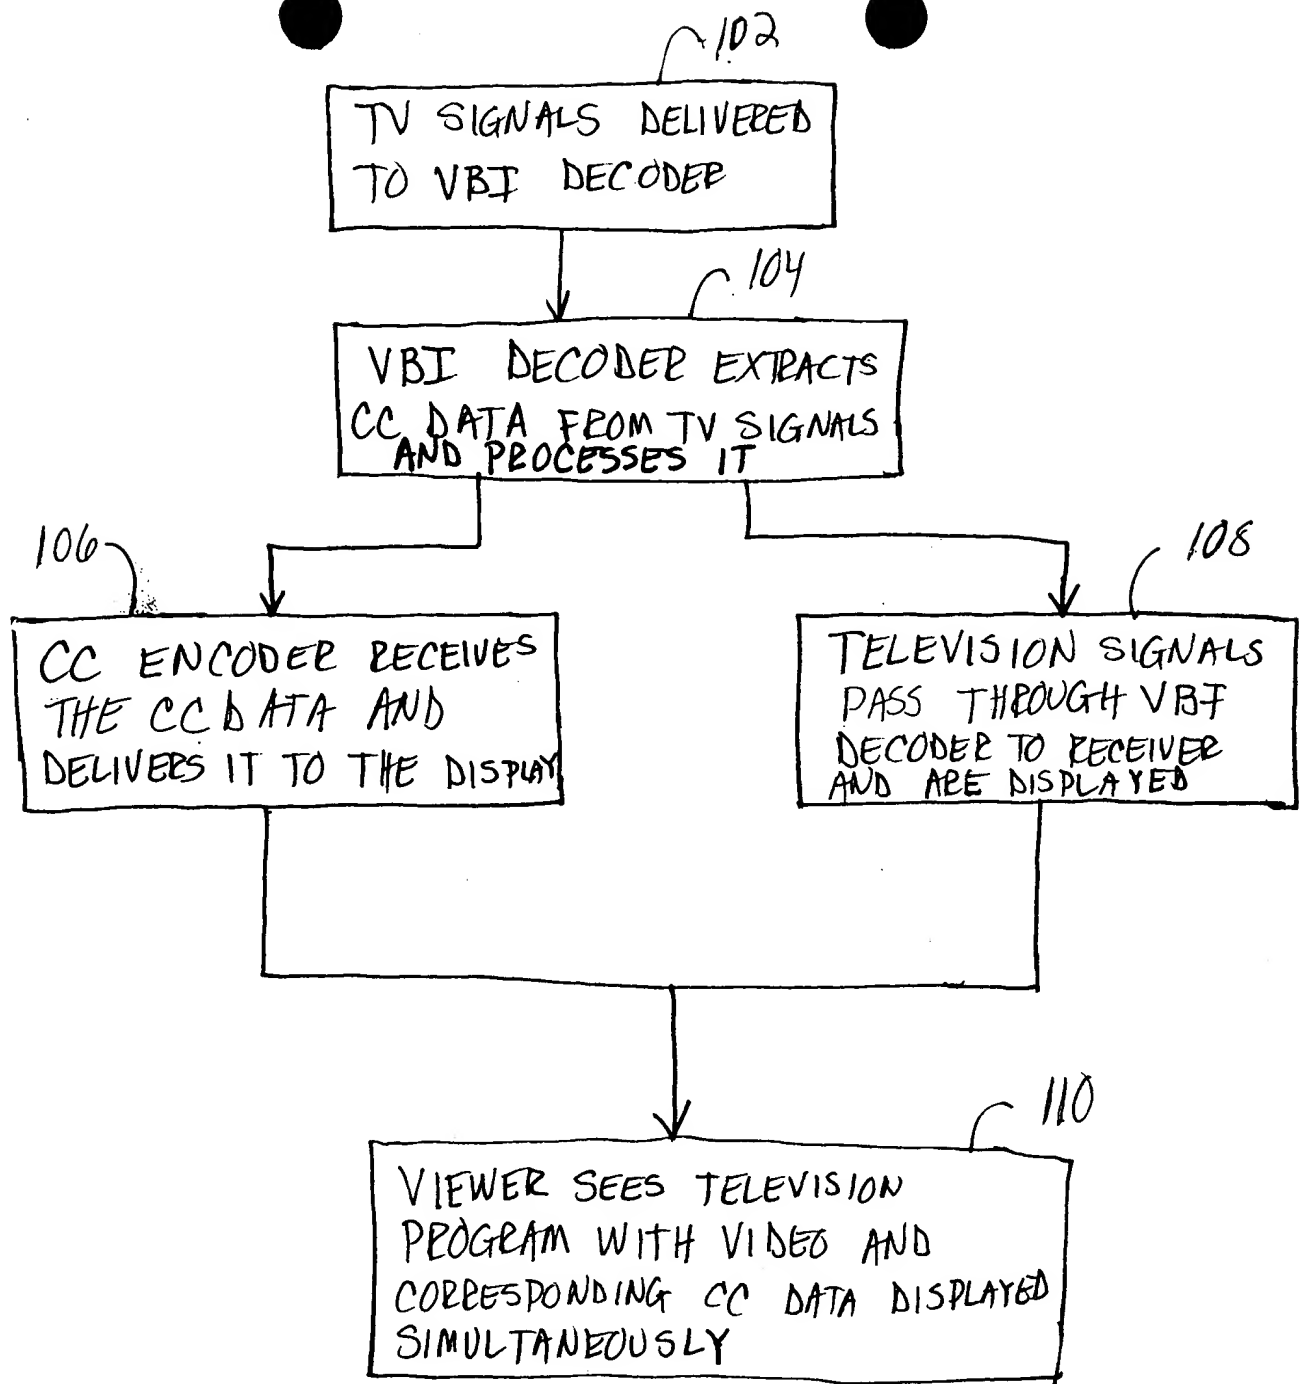 102
TV SIGNALS DELIVERED
TO VBI DECODER
104
VBI DECODER EXTRACTS
CC DATA FROM TV SIGNALS
AND PROCESSES IT
106
CC ENCODER RECEIVES
THE CC DATA AND
DELIVERS IT TO THE DISPLAY
108
TELEVISION SIGNALS
PASS THROUGH VBI
DECODER TO RECEIVER
AND ARE DISPLAYED
110
VIEWER SEES TELEVISION
PROGRAM WITH VIDEO AND
CORRESPONDING CC DATA DISPLAYED
SIMULTANEOUSLY